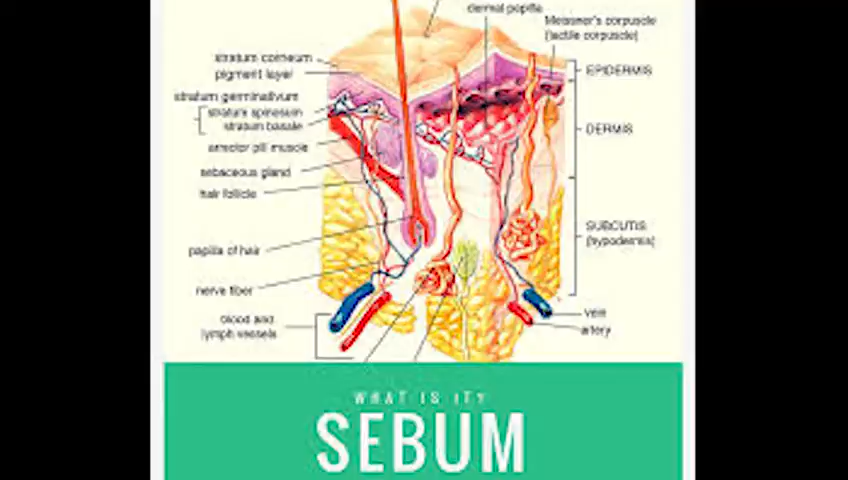 dermal papilla
Meissner's corpuscle
(tactile corpuscle)
stratum corneum
pigment layer
EPIDERMIS
stratum germinativum
stratum spinosum
stratum basale
DERMIS
arrector pili muscle
sebaceous gland
hair follicle
SUBCUTIS
(hypodermis)
papilla of hair
nerve fiber
blood and
lymph vessels
vein
artery
WHAT IS IT?
SEBUM